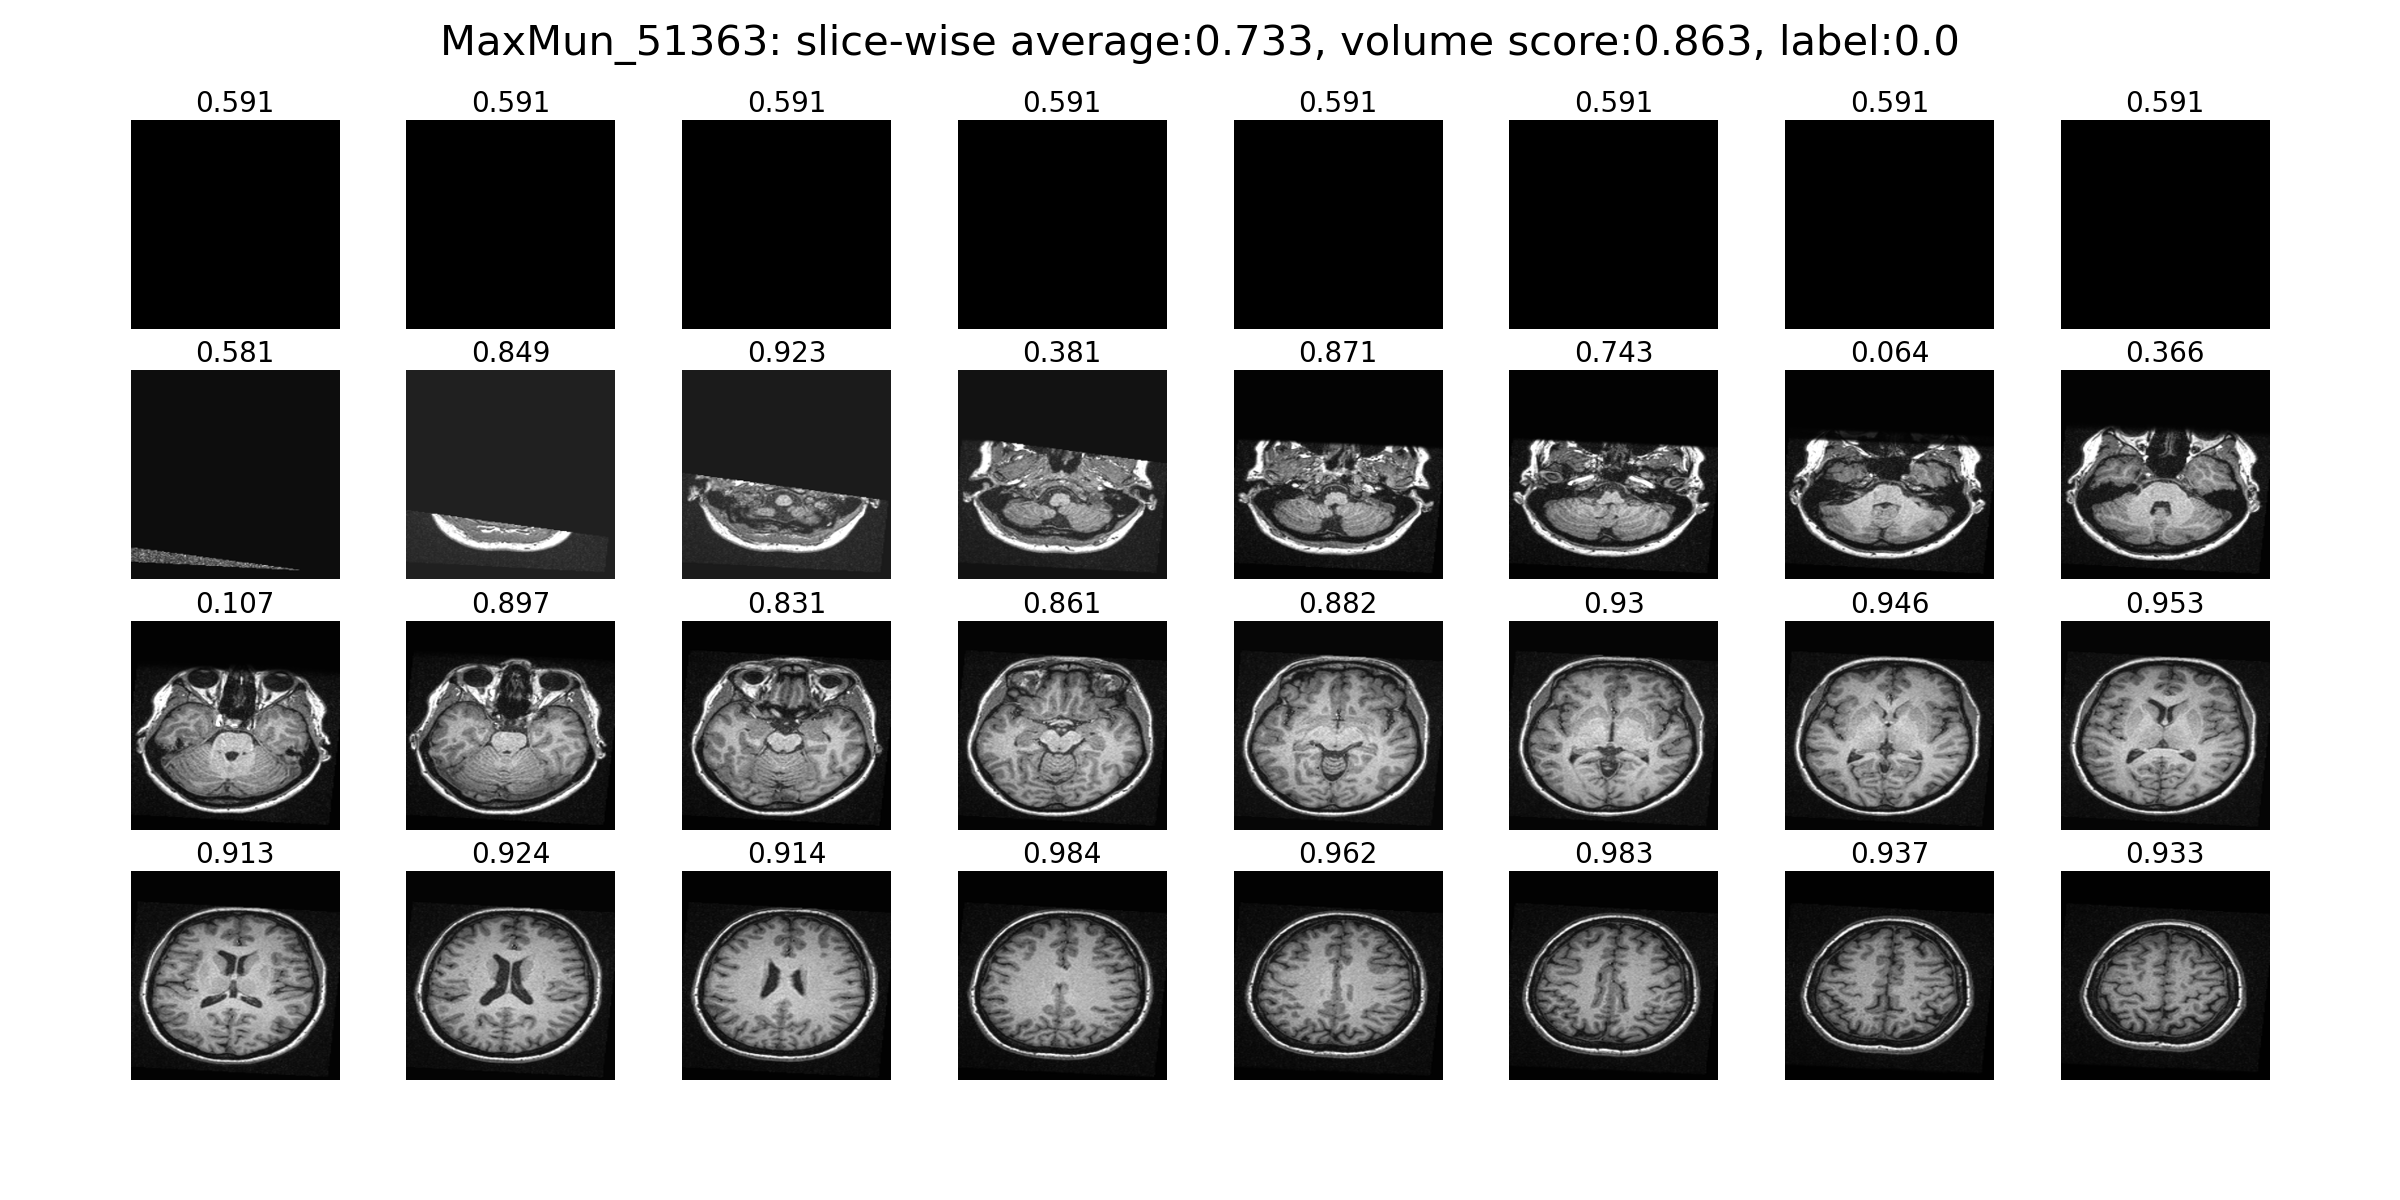 MaxMun_51363: slice-wise average:0.733, volume score:0.863, label:0.0
0.591 0.591 0.591 0.591 0.591 0.591 0.591 0.591
0.581 0.849 0.923 0.381 0.871 0.743 0.064 0.366
0.107 0.897 0.831 0.861 0.882 0.93 0.946 0.953
0.913 0.924 0.914 0.984 0.962 0.983 0.937 0.933